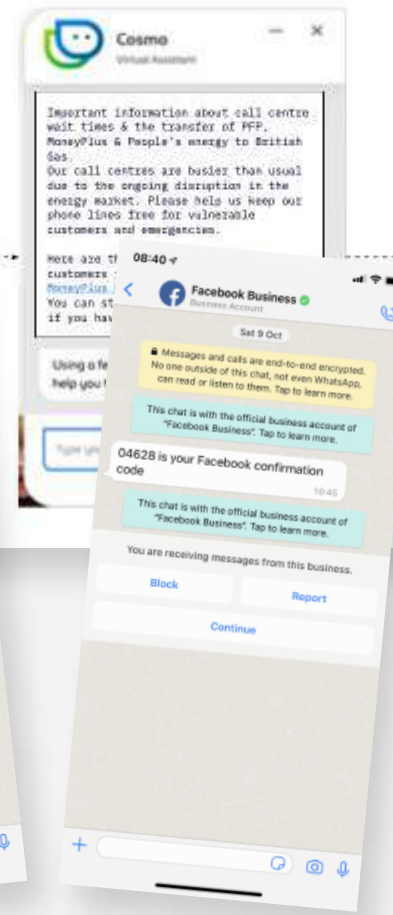 Cosmo
Virtual Assistant
Important information about call centre
wait times & the transfer of PFP,
MoneyPlus & People's energy to British
Gas.
Our call centres are busier than usual
due to the ongoing disruption in the
energy market. Please help us keep our
phone lines free for vulnerable
customers and emergencies.
Here are th
customers
MoneyPlus
You can st
if you hav
Using a fe
help you
Type you
08:40
Facebook Business
Business Account
Sat 9 Oct
Messages and calls are end-to-end encrypted.
No one outside of this chat, not even WhatsApp,
can read or listen to them. Tap to learn more.
This chat is with the official business account of
"Facebook Business". Tap to learn more.
04628 is your Facebook confirmation
code
10:45
This chat is with the official business account of
"Facebook Business". Tap to learn more.
You are receiving messages from this business.
Block
Report
Continue